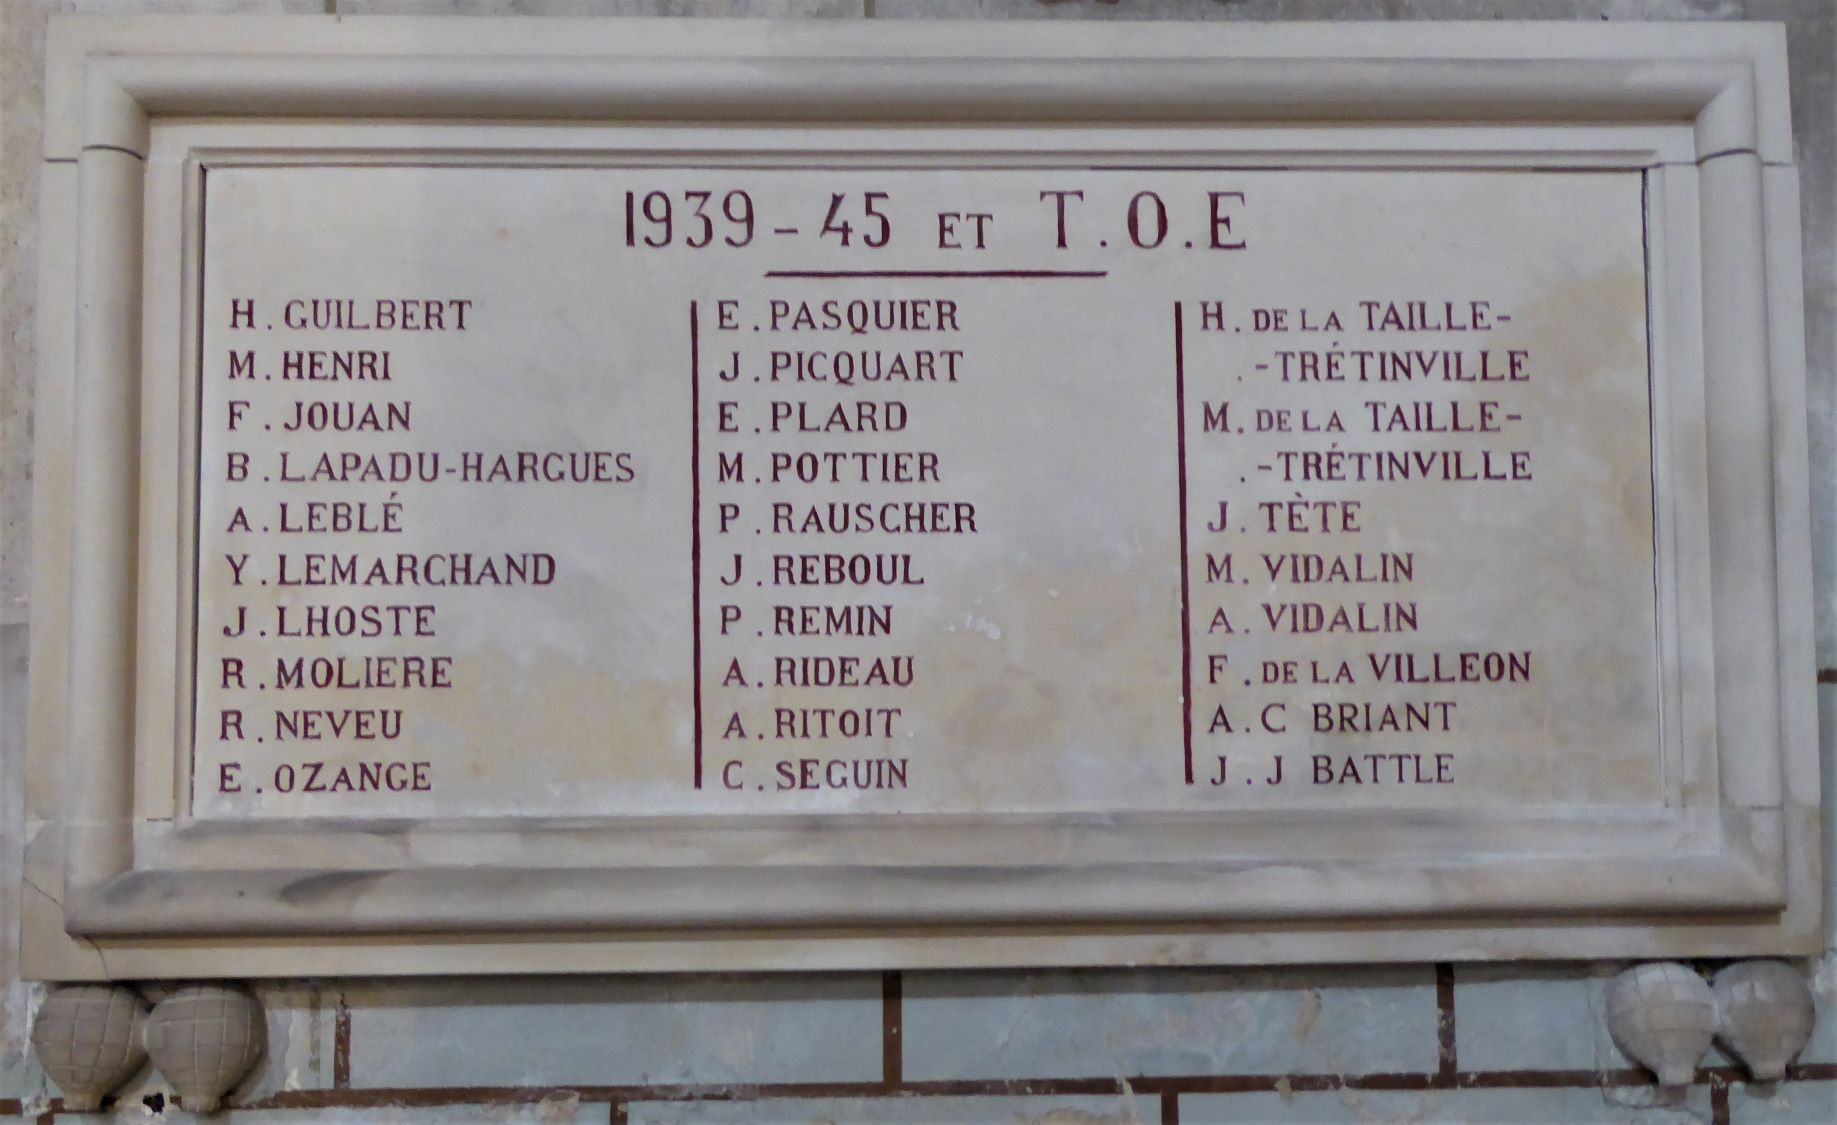 1939-45 ET T.O.E
H. GUILBERT
M. HENRI
F. JOUAN
B. LAPADU-HARGUES
A. LEBLÉ
Y. LEMARCHAND
J. LHOSTE
R. MOLIERE
R. NEVEU
E. OZANGE
E. PASQUIER
J. PICQUART
E. PLARD
M. POTTIER
P. RAUSCHER
J. REBOUL
P. REMIN
A. RIDEAU
A. RITOIT
C. SEGUIN
H. DE LA TAILLE-
.-TRÉTINVILLE
M. DE LA TAILLE-
.-TRÉTINVILLE
J. TÈTE
M. VIDALIN
A. VIDALIN
F. DE LA VILLEON
A.C BRIANT
J.J BATTLE